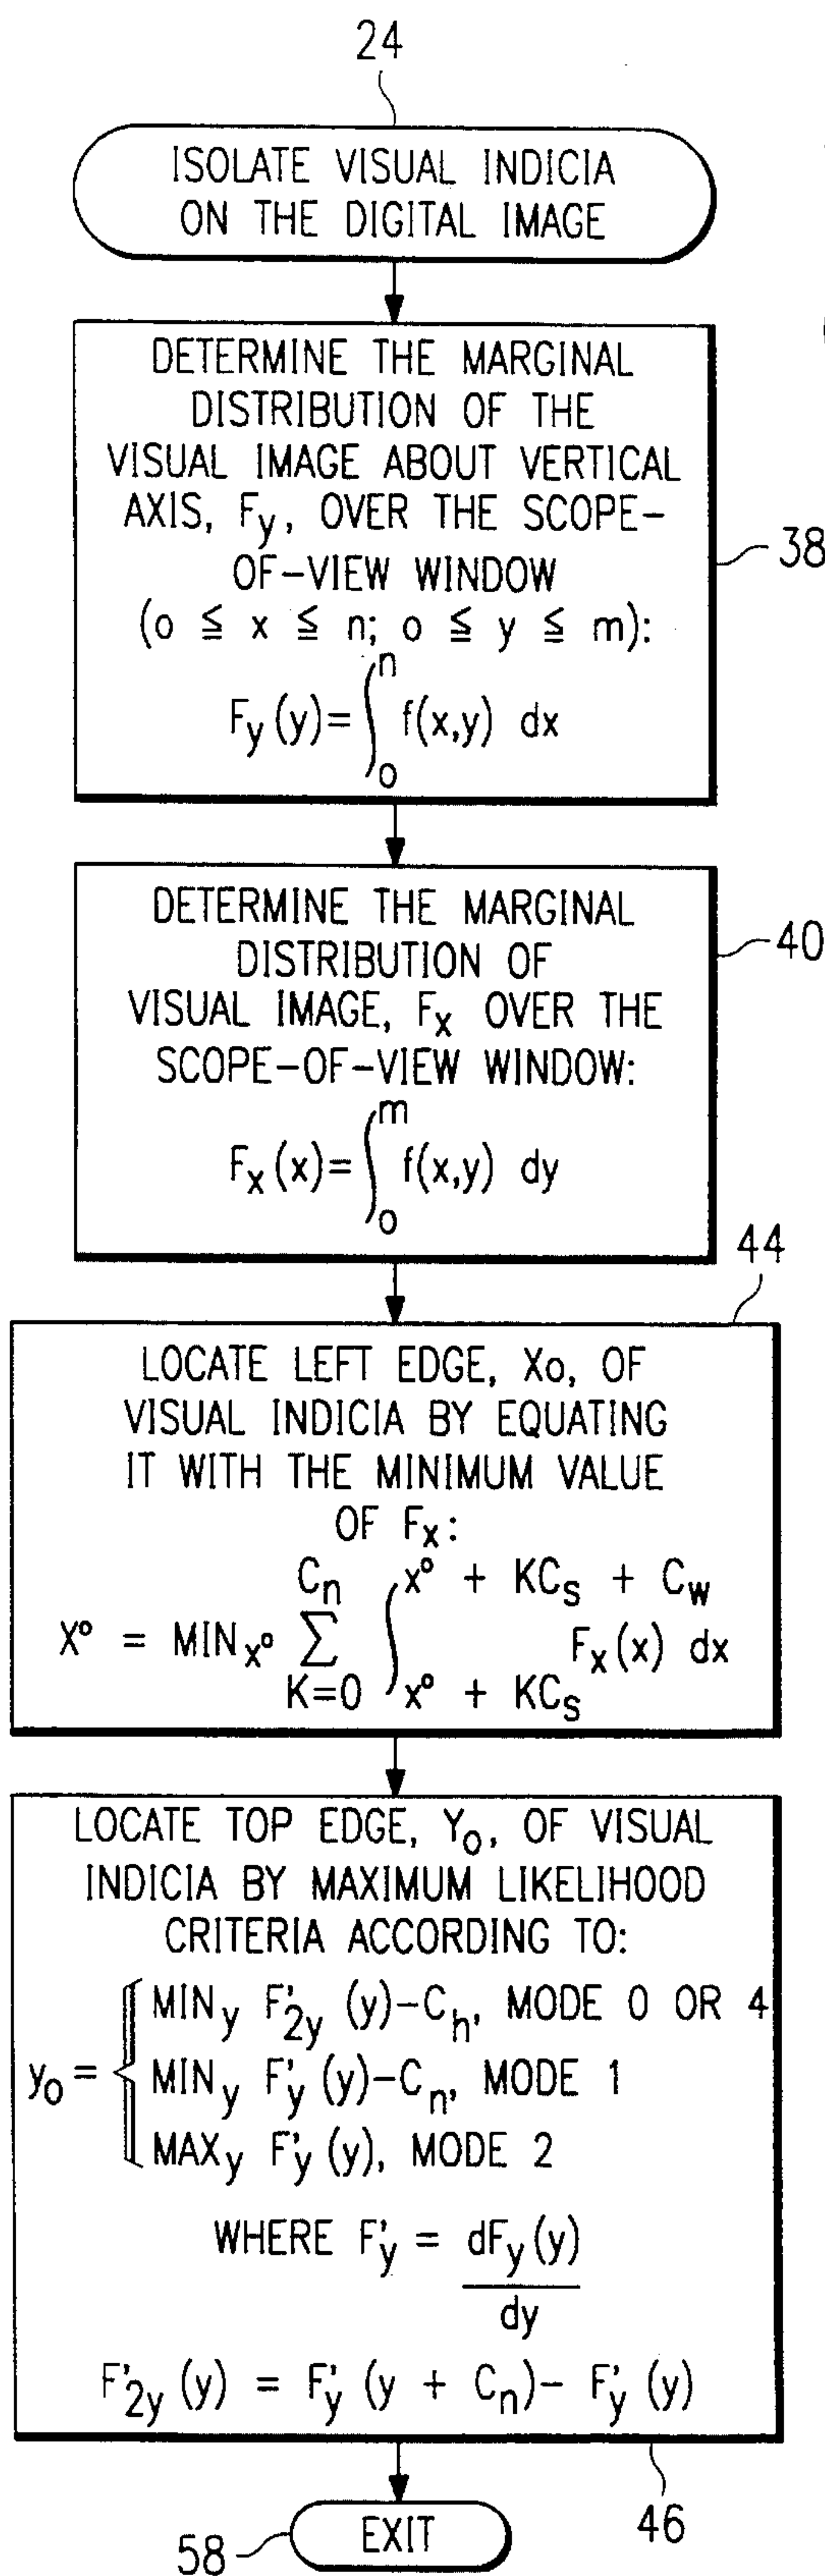 24
ISOLATE VISUAL INDICIA
ON THE DIGITAL IMAGE
DETERMINE THE MARGINAL
DISTRIBUTION OF THE
VISUAL IMAGE ABOUT VERTICAL
AXIS, Fy, OVER THE SCOPE-
OF-VIEW WINDOW
(o ≦ x ≦ n; o ≦ y ≦ m):
Fy(y)=∫ₒⁿ f(x,y) dx
38
DETERMINE THE MARGINAL
DISTRIBUTION OF
VISUAL IMAGE, Fx OVER THE
SCOPE-OF-VIEW WINDOW:
Fx(x)=∫ₒᵐ f(x,y) dy
40
44
LOCATE LEFT EDGE, Xo, OF
VISUAL INDICIA BY EQUATING
IT WITH THE MINIMUM VALUE
OF Fx:
Cn x° + KCs + Cw
X° = MINx° ∑ ∫ Fx(x) dx
K=0 x° + KCs
LOCATE TOP EDGE, Yo, OF VISUAL
INDICIA BY MAXIMUM LIKELIHOOD
CRITERIA ACCORDING TO:
MINy F'2y (y)-Ch, MODE 0 OR 4
yo = { MINy F'y (y)-Cn, MODE 1
MAXy F'y (y), MODE 2
WHERE F'y = dFy(y)
dy
F'2y (y) = F'y (y + Cn)- F'y (y)
46
EXIT
58